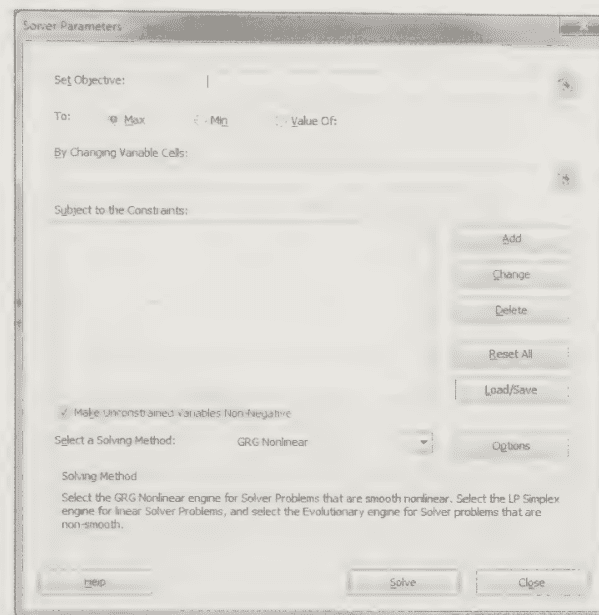 Solver Parameters
Set Objective:
To: Max Min Value Of:
By Changing Variable Cells:
Subject to the Constraints:
Add
Change
Delete
Reset All
Load/Save
✓ Make Unconstrained Variables Non-Negative
Select a Solving Method: GRG Nonlinear
Options
Solving Method
Select the GRG Nonlinear engine for Solver Problems that are smooth nonlinear. Select the LP Simplex
engine for linear Solver Problems, and select the Evolutionary engine for Solver problems that are
non-smooth.
Help Solve Close